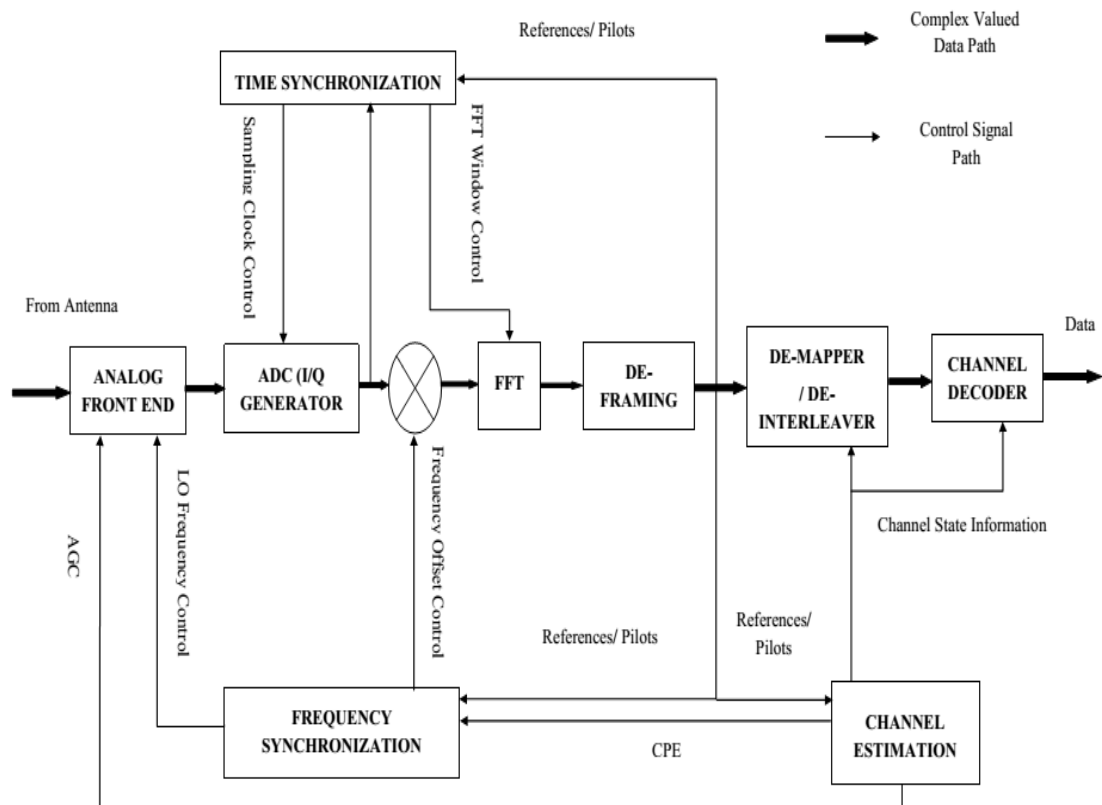 References/ Pilots
Complex Valued
Data Path
TIME SYNCHRONIZATION
Control Signal
Path
Sampling Clock Control
FFT Window Control
From Antenna
Data
ANALOG
FRONT END
ADC (I/Q
GENERATOR
FFT
DE-
FRAMING
DE-MAPPER
/ DE-
INTERLEAVER
CHANNEL
DECODER
AGC
LO Frequency Control
Frequency Offset Control
Channel State Information
References/ Pilots
References/
Pilots
FREQUENCY
SYNCHRONIZATION
CHANNEL
ESTIMATION
CPE